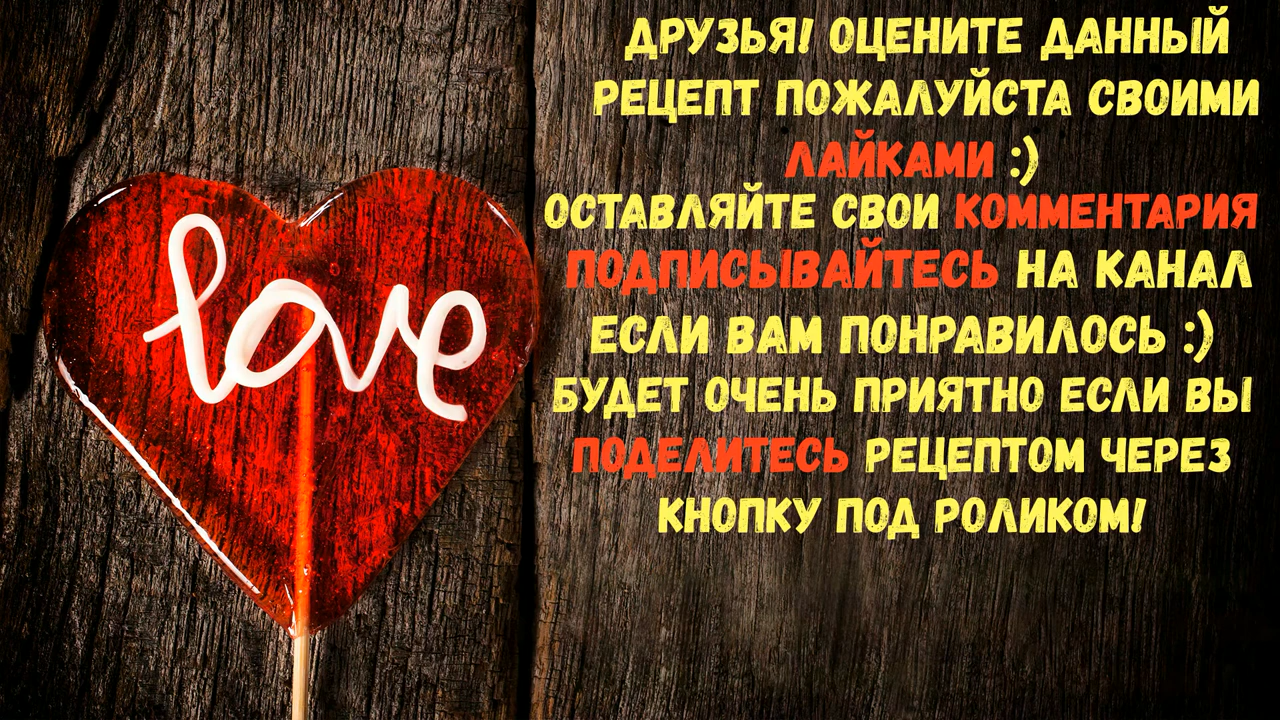 love
ДРУЗЬЯ! ОЦЕНИТЕ ДАННЫЙ
РЕЦЕПТ ПОЖАЛУЙСТА СВОИМИ
ЛАЙКАМИ :)
ОСТАВЛЯЙТЕ СВОИ КОММЕНТАРИЯ
ПОДПИСЫВАЙТЕСЬ НА КАНАЛ
ЕСЛИ ВАМ ПОНРАВИЛОСЬ :)
БУДЕТ ОЧЕНЬ ПРИЯТНО ЕСЛИ ВЫ
ПОДЕЛИТЕСЬ РЕЦЕПТОМ ЧЕРЕЗ
КНОПКУ ПОД РОЛИКОМ!